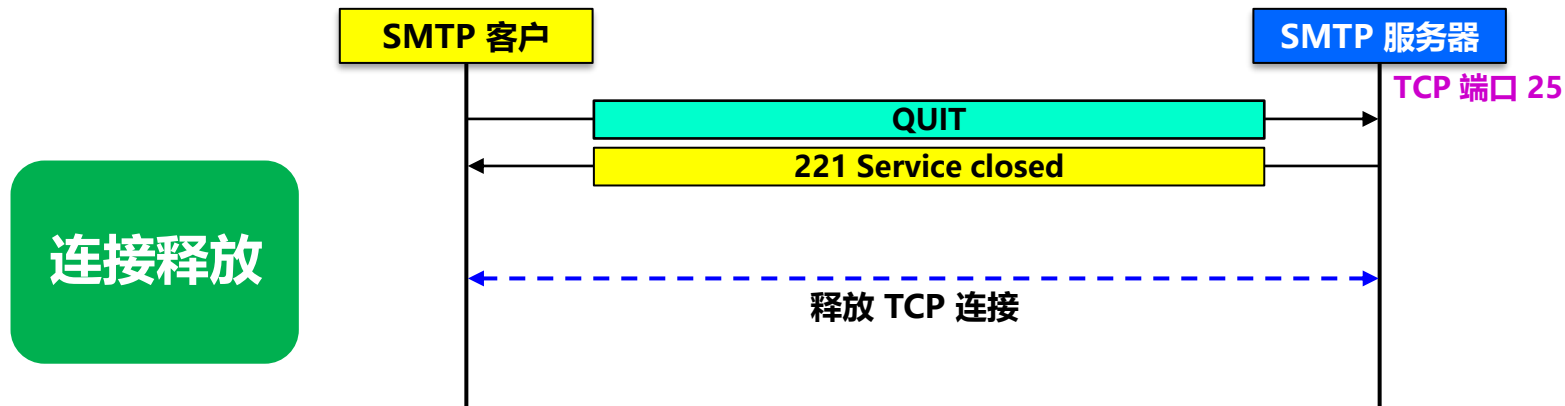 SMTP 客户
SMTP 服务器
TCP 端口 25
QUIT
221 Service closed
连接释放
释放 TCP 连接